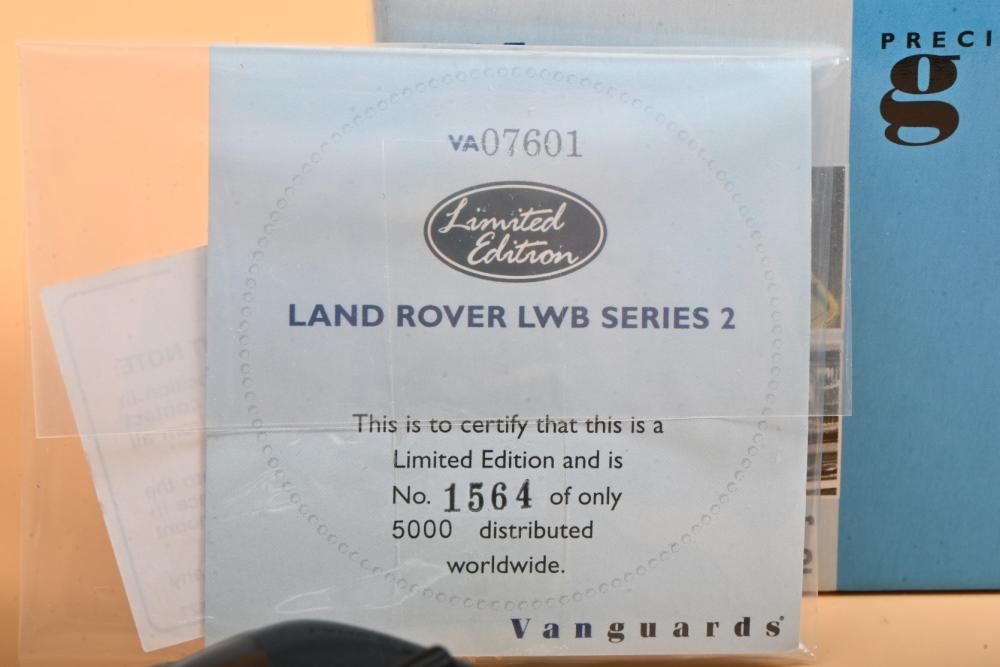 PRECI
g
VA07601
Limited
Edition
LAND ROVER LWB SERIES 2
This is to certify that this is a
Limited Edition and is
No. 1564 of only
5000 distributed
worldwide.
Vanguards